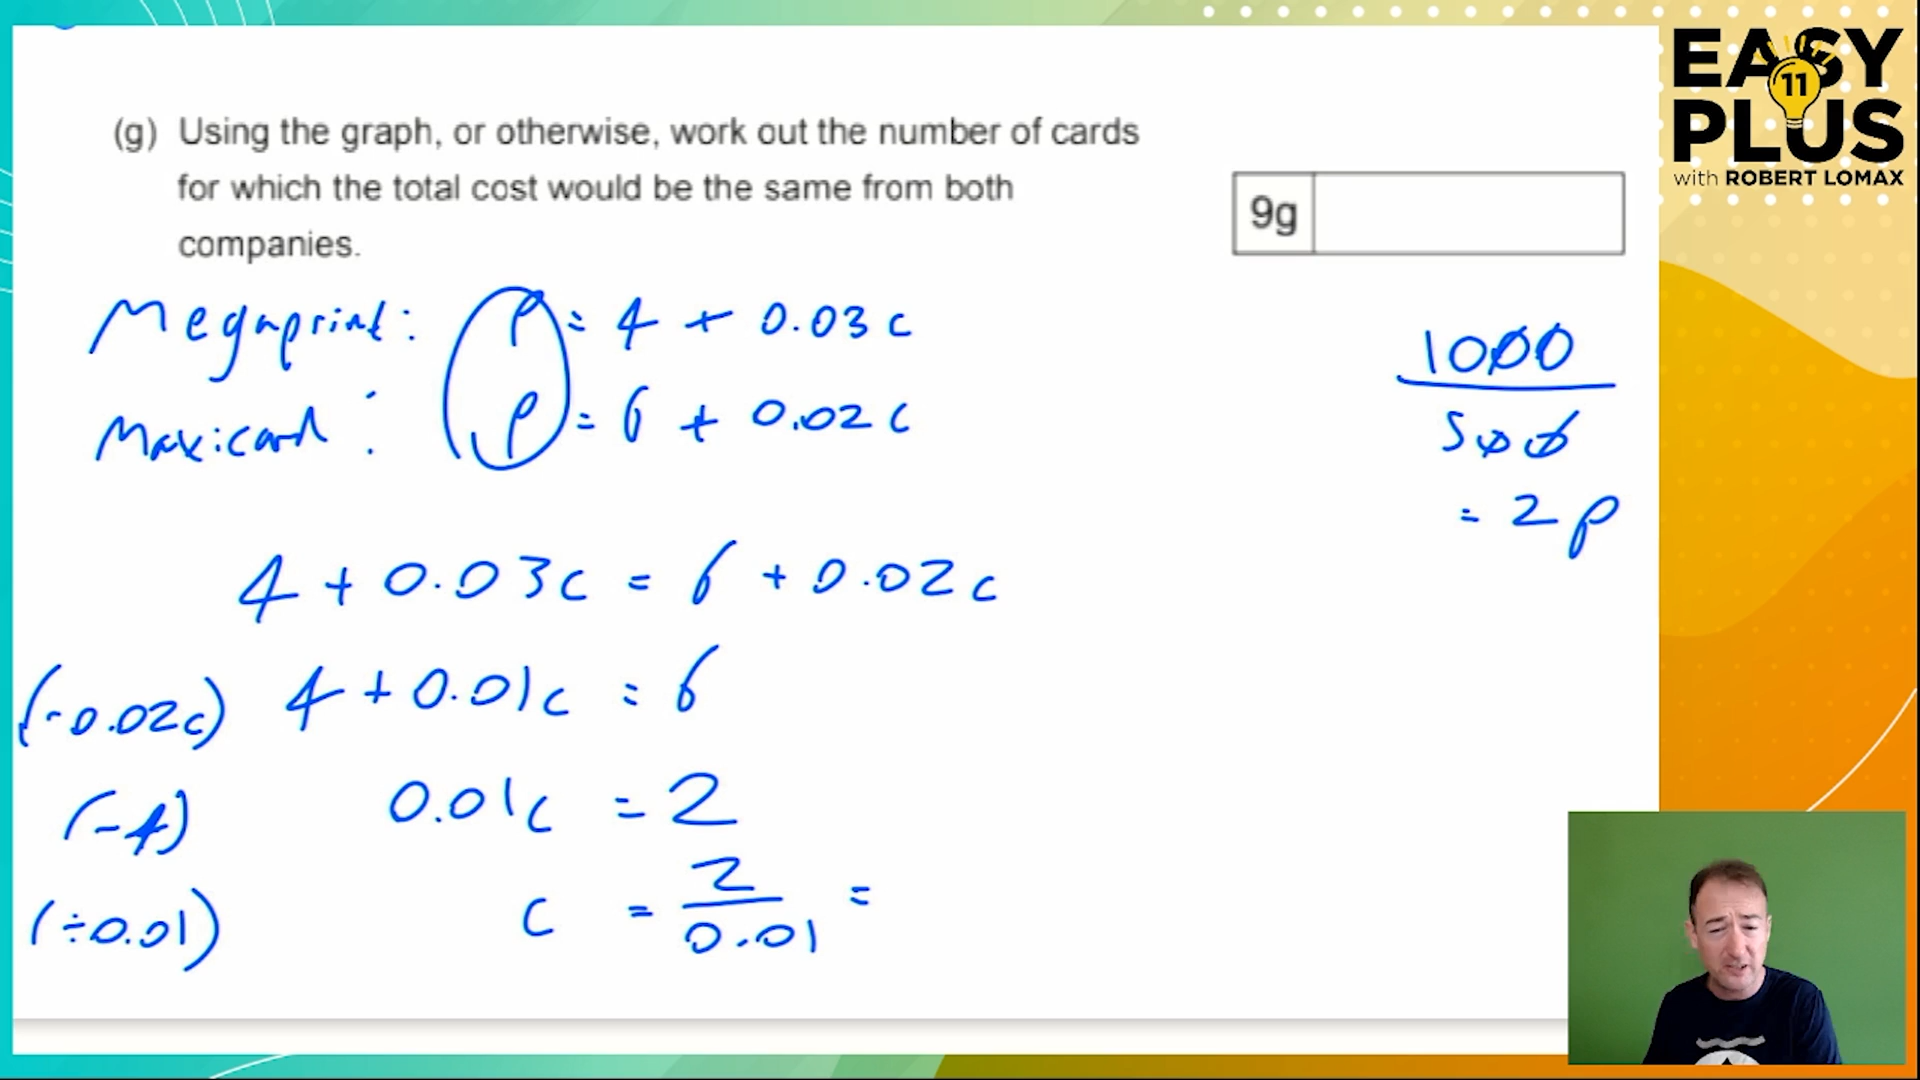 EASY
11
PLUS
with ROBERT LOMAX
(g) Using the graph, or otherwise, work out the number of cards
for which the total cost would be the same from both
companies.
9g
Megaprint: p = 4 + 0.03c
Maxicard: p = 6 + 0.02c
1000
500
= 2p
4 + 0.03c = 6 + 0.02c
(-0.02c) 4 + 0.01c = 6
(-4) 0.01c = 2
(÷0.01) c = 2/0.01 =